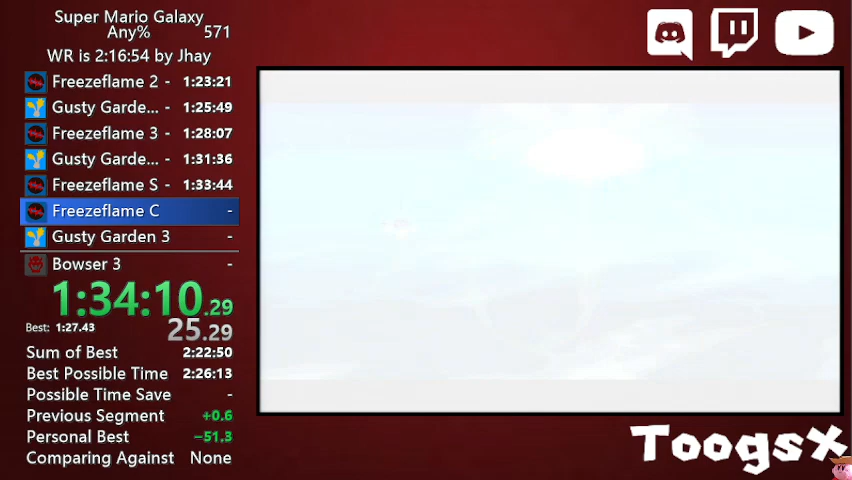 Super Mario Galaxy
Any% 571
WR is 2:16:54 by Jhay
Freezeflame 2 - 1:23:21
Gusty Garde... - 1:25:49
Freezeflame 3 - 1:28:07
Gusty Garde... - 1:31:36
Freezeflame S - 1:33:44
Freezeflame C -
Gusty Garden 3 -
Bowser 3 -
1:34:10.29
Best: 1:27.43 25.29
Sum of Best 2:22:50
Best Possible Time 2:26:13
Possible Time Save -
Previous Segment +0.6
Personal Best −51.3
Comparing Against None
ToogsX